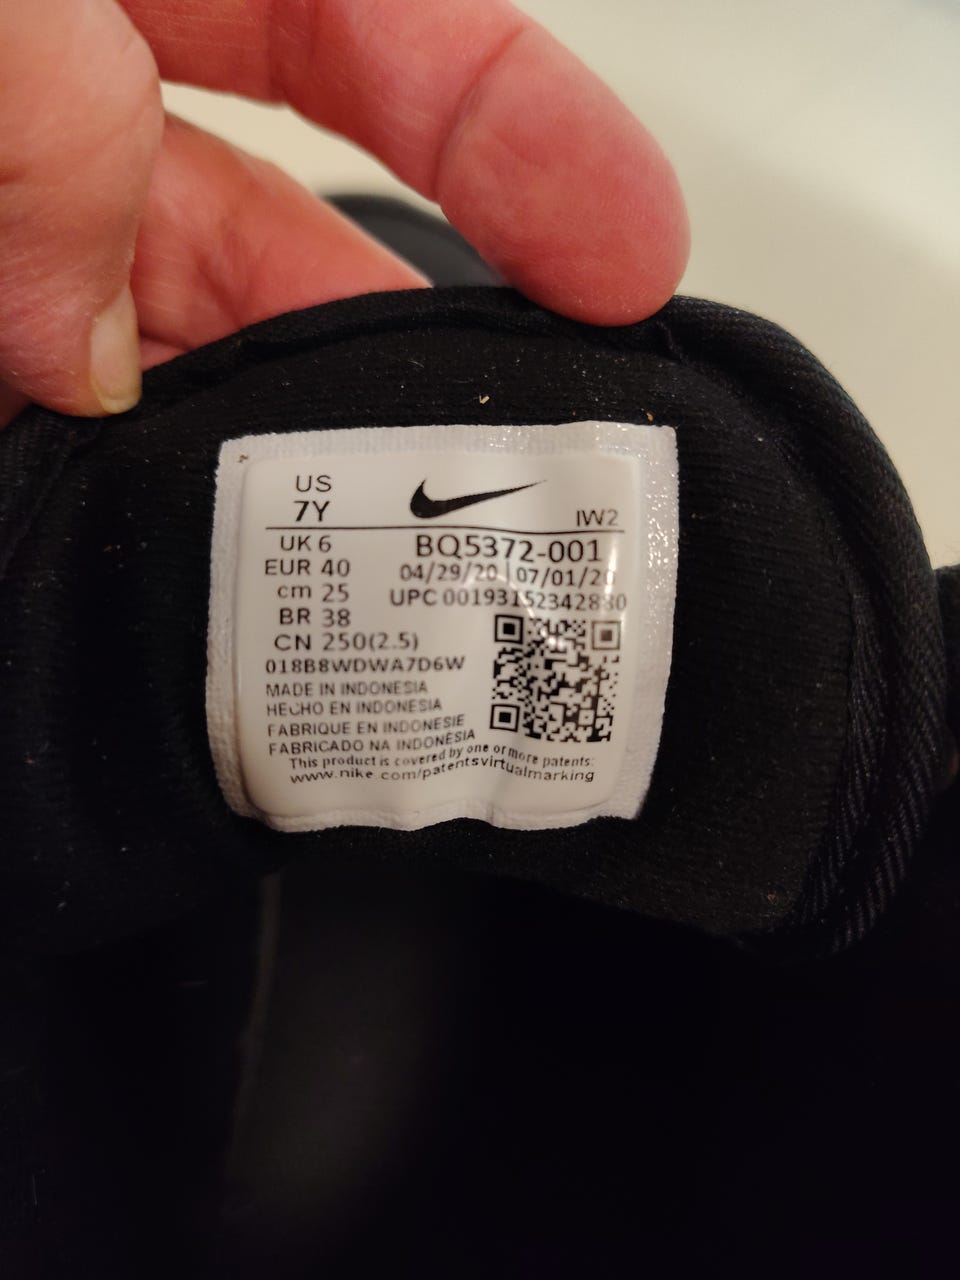 US
7Y
IW2
UK 6
BQ5372-001
EUR 40
04/29/20 | 07/01/20
cm 25
UPC 00193152342880
BR 38
CN 250(2.5)
018B8WDWA7D6W
MADE IN INDONESIA
HECHO EN INDONESIA
FABRIQUE EN INDONESIE
FABRICADO NA INDONÉSIA
This product is covered by one or more patents:
www.nike.com/patentsvirtualmarking